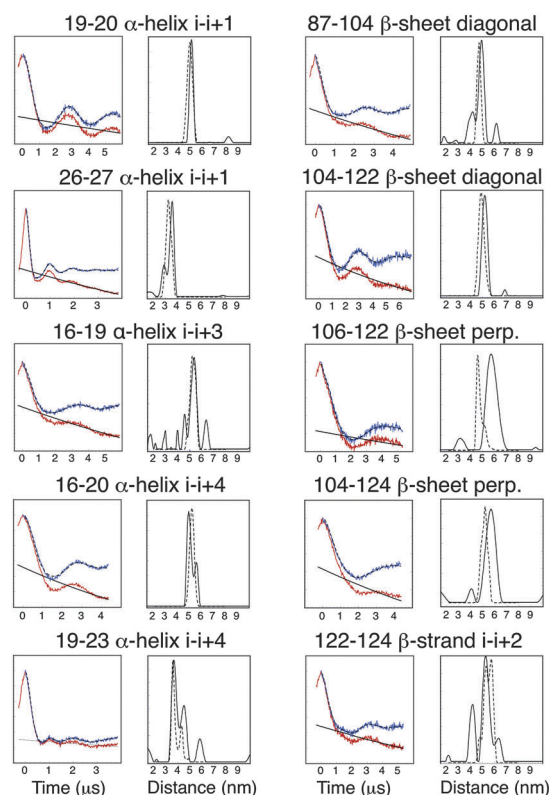 19-20 α-helix i-i+1
0 1 2 3 4 5
2 3 4 5 6 7 8 9
26-27 α-helix i-i+1
0 1 2 3
2 3 4 5 6 7 8 9
16-19 α-helix i-i+3
0 1 2 3 4
2 3 4 5 6 7 8 9
16-20 α-helix i-i+4
0 1 2 3 4
2 3 4 5 6 7 8 9
19-23 α-helix i-i+4
0 1 2 3
2 3 4 5 6 7 8 9
Time (μs)
Distance (nm)
87-104 β-sheet diagonal
0 1 2 3 4
2 3 4 5 6 7 8 9
104-122 β-sheet diagonal
0 1 2 3 4 5 6
2 3 4 5 6 7 8 9
106-122 β-sheet perp.
0 1 2 3 4 5
2 3 4 5 6 7 8 9
104-124 β-sheet perp.
0 1 2 3 4
2 3 4 5 6 7 8 9
122-124 β-strand i-i+2
0 1 2 3 4 5
2 3 4 5 6 7 8 9
Time (μs)
Distance (nm)